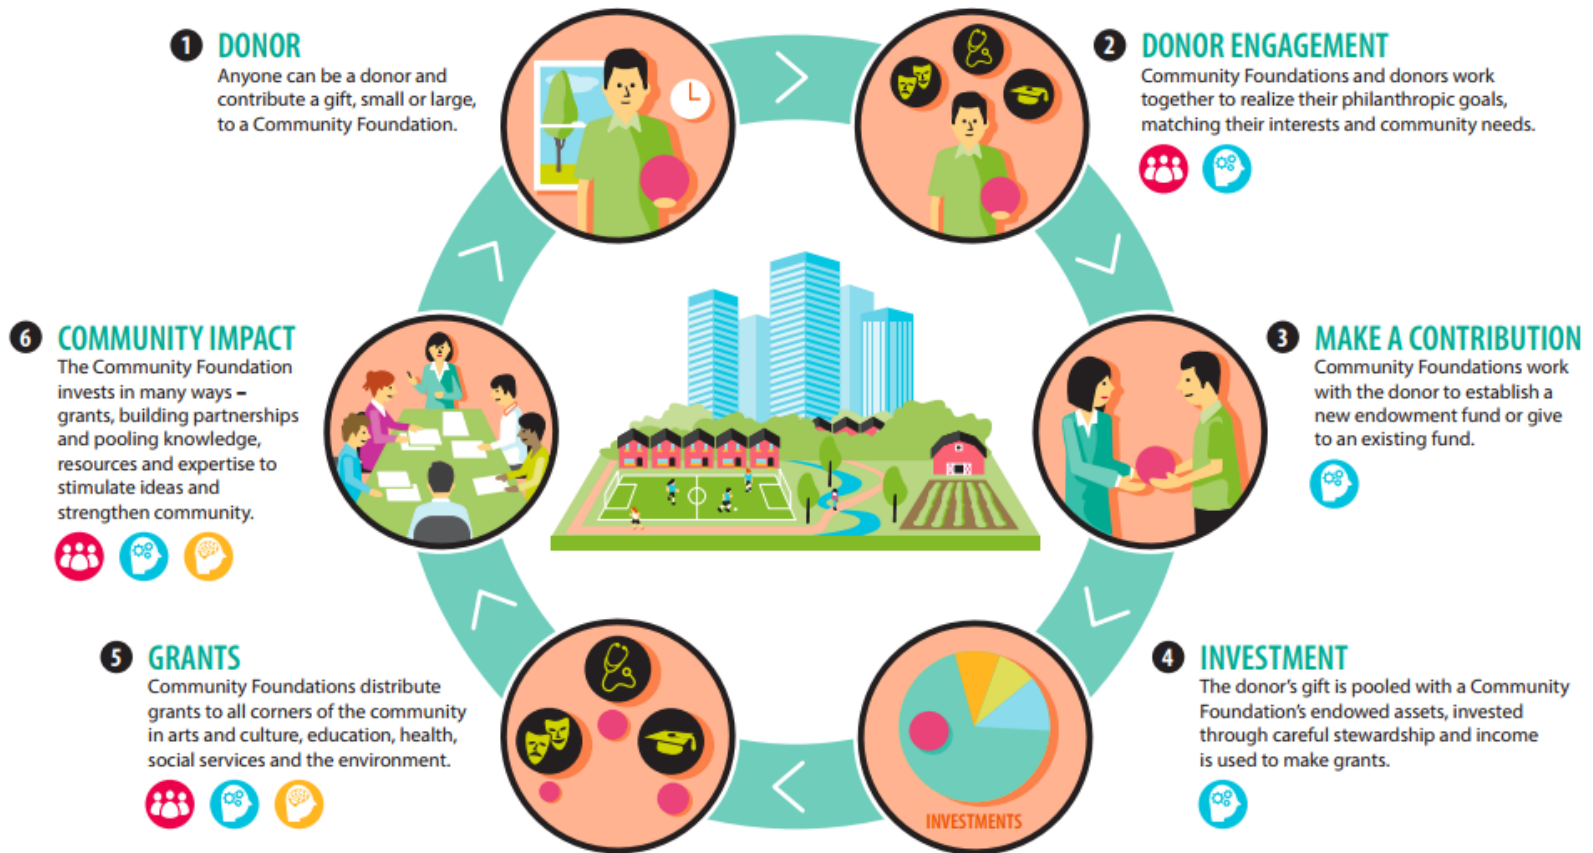 1 DONOR
Anyone can be a donor and
contribute a gift, small or large,
to a Community Foundation.
2 DONOR ENGAGEMENT
Community Foundations and donors work
together to realize their philanthropic goals,
matching their interests and community needs.
3 MAKE A CONTRIBUTION
Community Foundations work
with the donor to establish a
new endowment fund or give
to an existing fund.
4 INVESTMENT
The donor's gift is pooled with a Community
Foundation's endowed assets, invested
through careful stewardship and income
is used to make grants.
INVESTMENTS
5 GRANTS
Community Foundations distribute
grants to all corners of the community
in arts and culture, education, health,
social services and the environment.
6 COMMUNITY IMPACT
The Community Foundation
invests in many ways –
grants, building partnerships
and pooling knowledge,
resources and expertise to
stimulate ideas and
strengthen community.